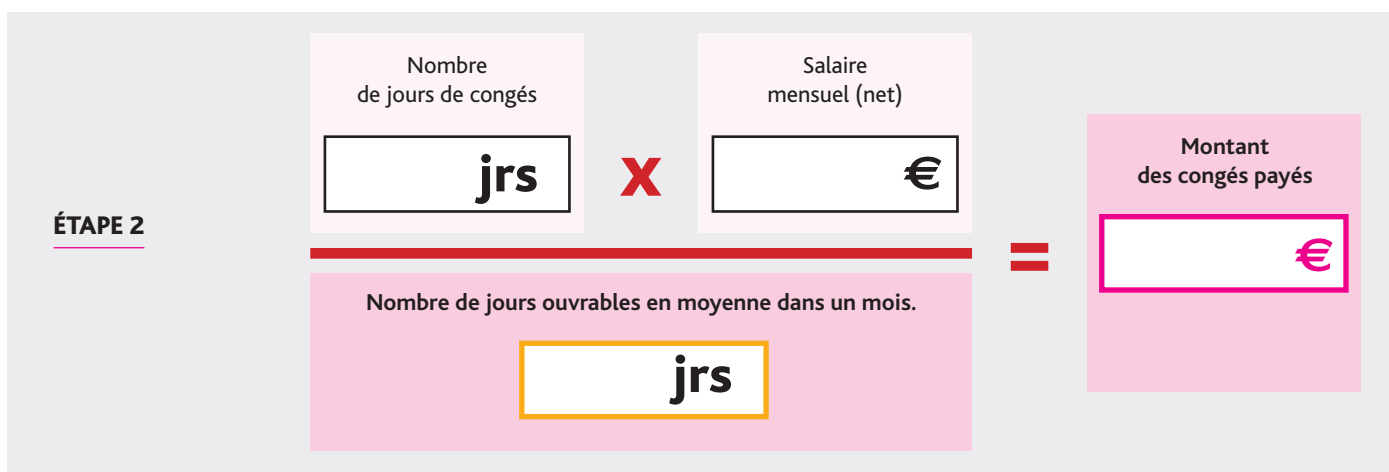 ÉTAPE 2
Nombre
de jours de congés
jrs
x
Salaire
mensuel (net)
€
Nombre de jours ouvrables en moyenne dans un mois.
jrs
=
Montant
des congés payés
€